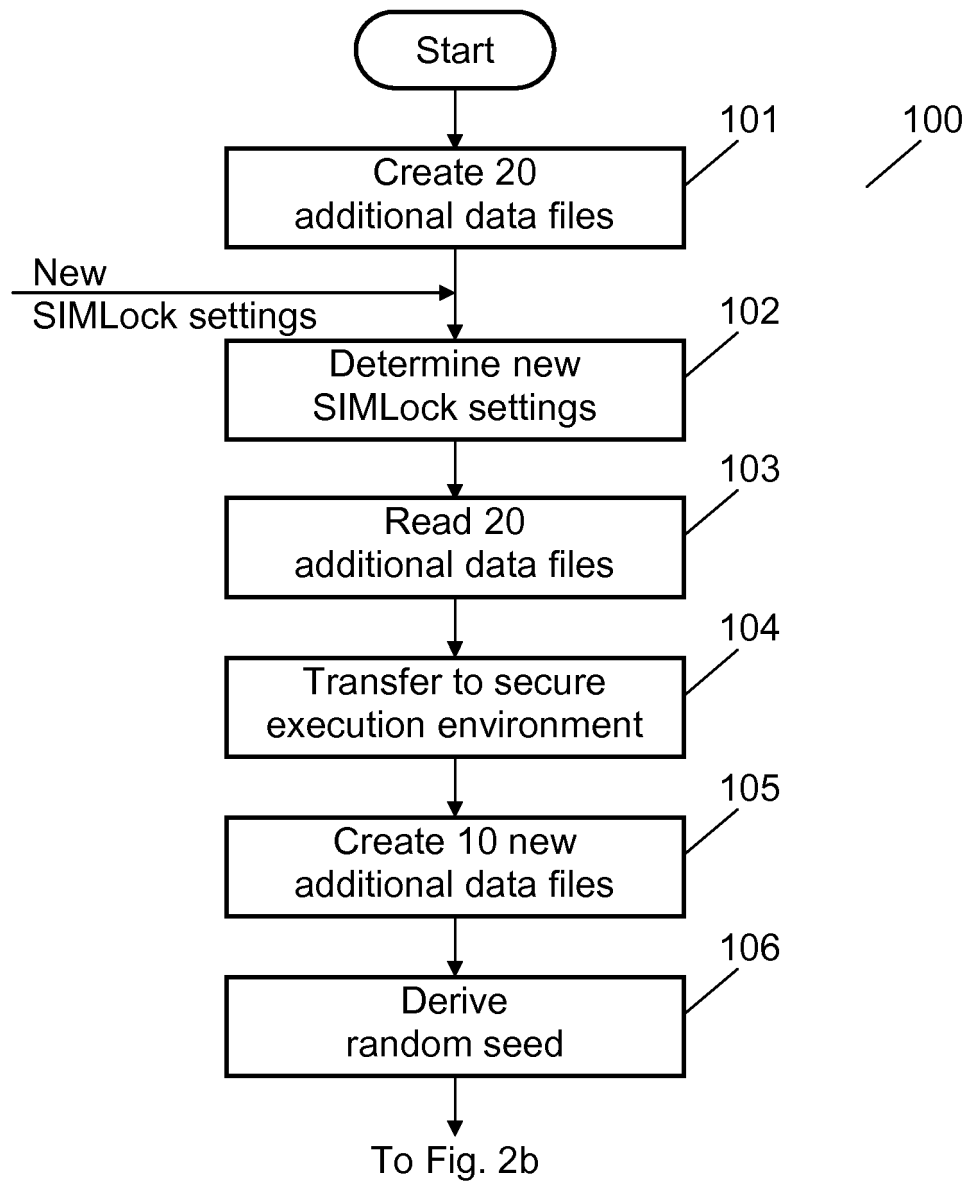 Start
101
100
Create 20
additional data files
New
SIMLock settings
102
Determine new
SIMLock settings
103
Read 20
additional data files
104
Transfer to secure
execution environment
105
Create 10 new
additional data files
106
Derive
random seed
To Fig. 2b